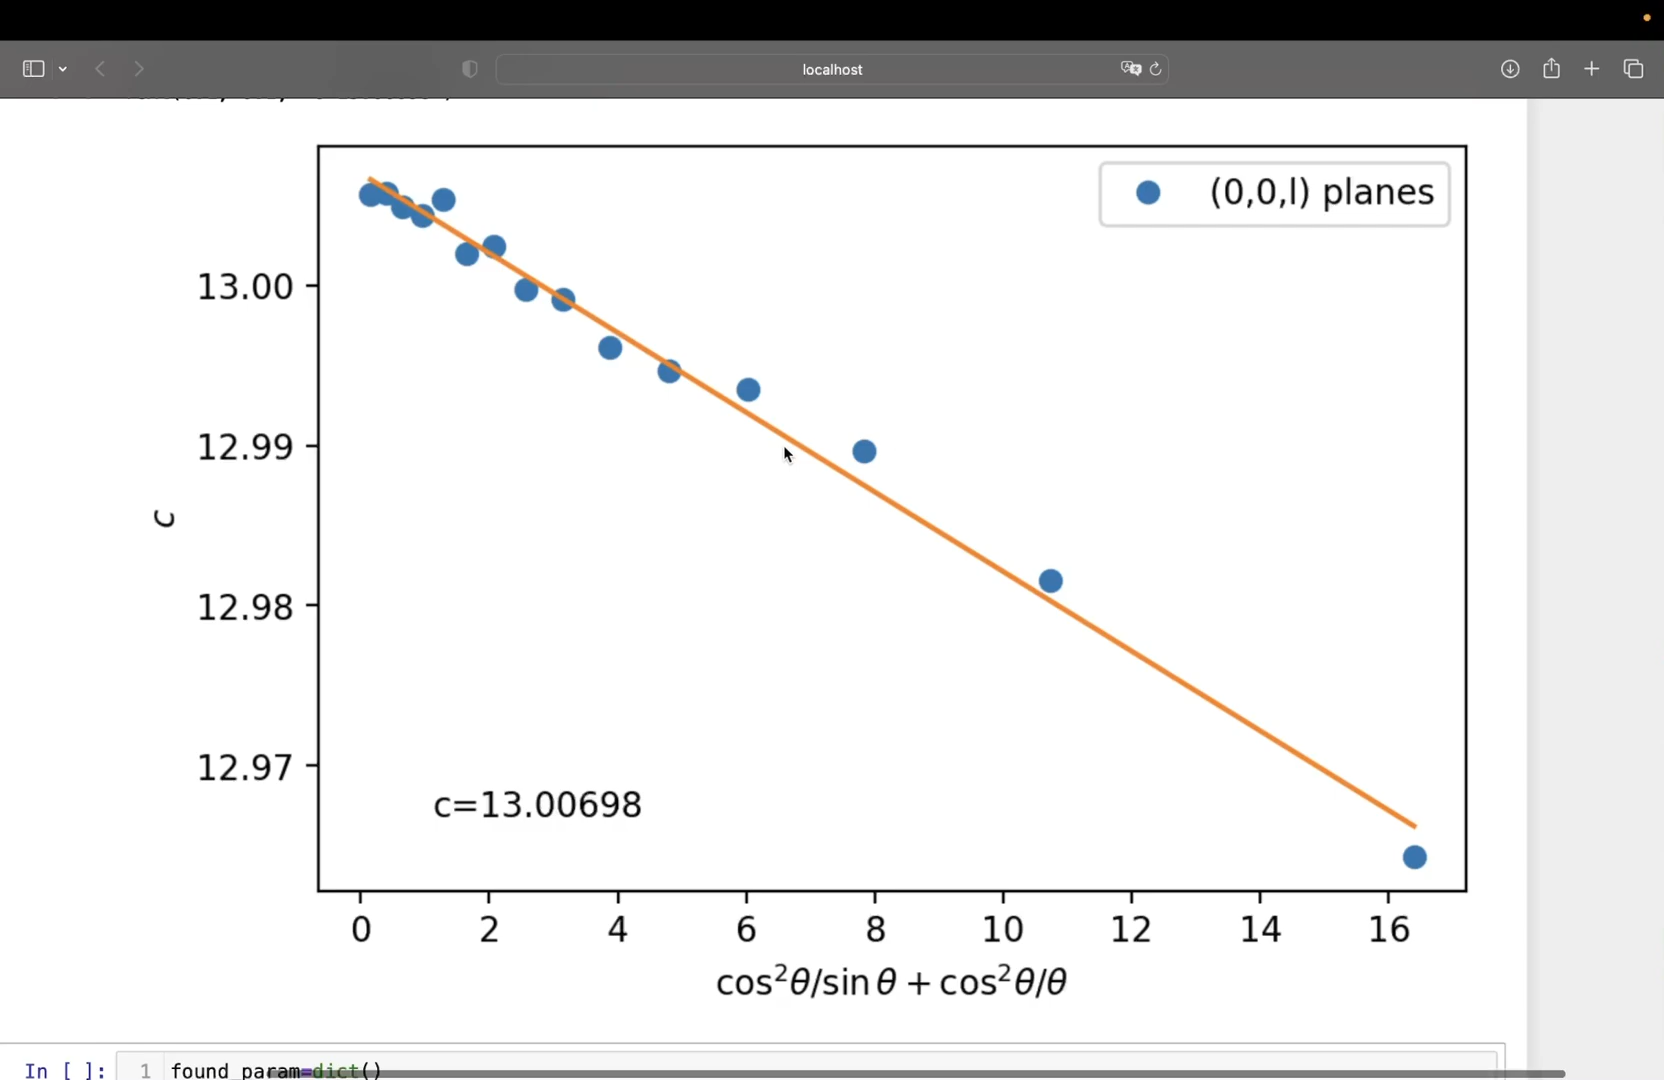 localhost
(0,0,l) planes
13.00
12.99
12.98
12.97
c
c=13.00698
0 2 4 6 8 10 12 14 16
cos²θ/sin θ + cos²θ/θ
In [ ]: 1 found_param=dict()